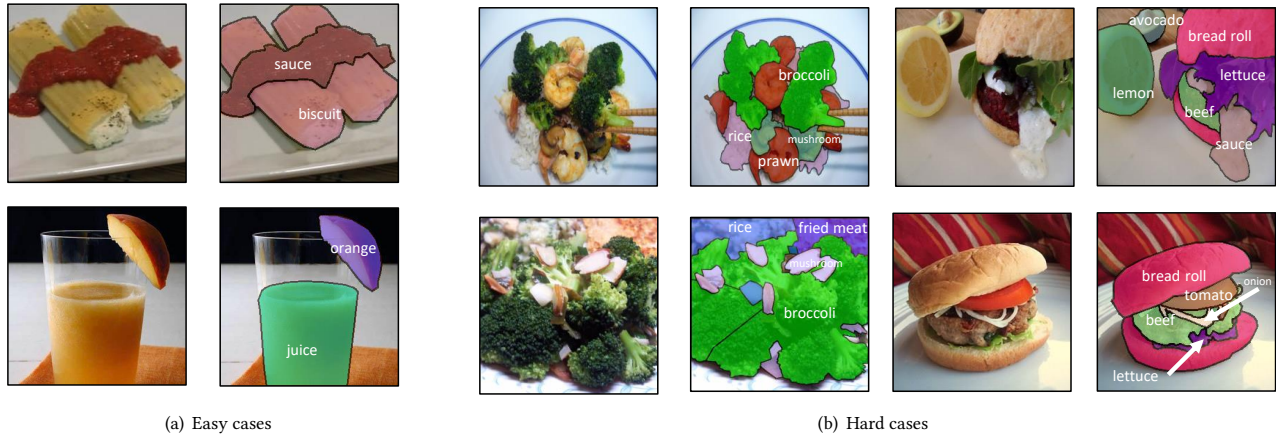 sauce
biscuit
broccoli
rice
mushroom
prawn
avocado
bread roll
lettuce
lemon
beef
sauce
orange
juice
rice
fried meat
mushroom
broccoli
bread roll
onion
tomato
beef
lettuce
(a) Easy cases
(b) Hard cases